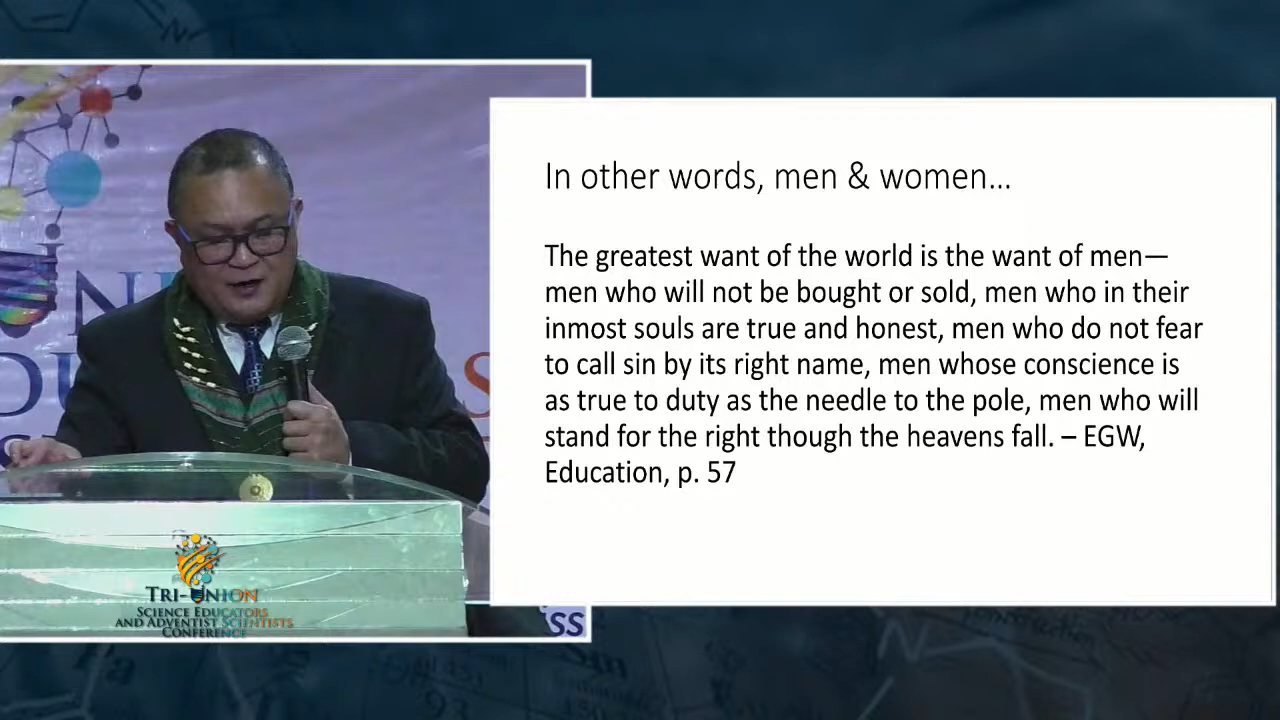 In other words, men & women...
The greatest want of the world is the want of men—
men who will not be bought or sold, men who in their
inmost souls are true and honest, men who do not fear
to call sin by its right name, men whose conscience is
as true to duty as the needle to the pole, men who will
stand for the right though the heavens fall. – EGW,
Education, p. 57
TRI-UNION
SCIENCE EDUCATORS
AND ADVENTIST SCIENTISTS
CONFERENCE
SS